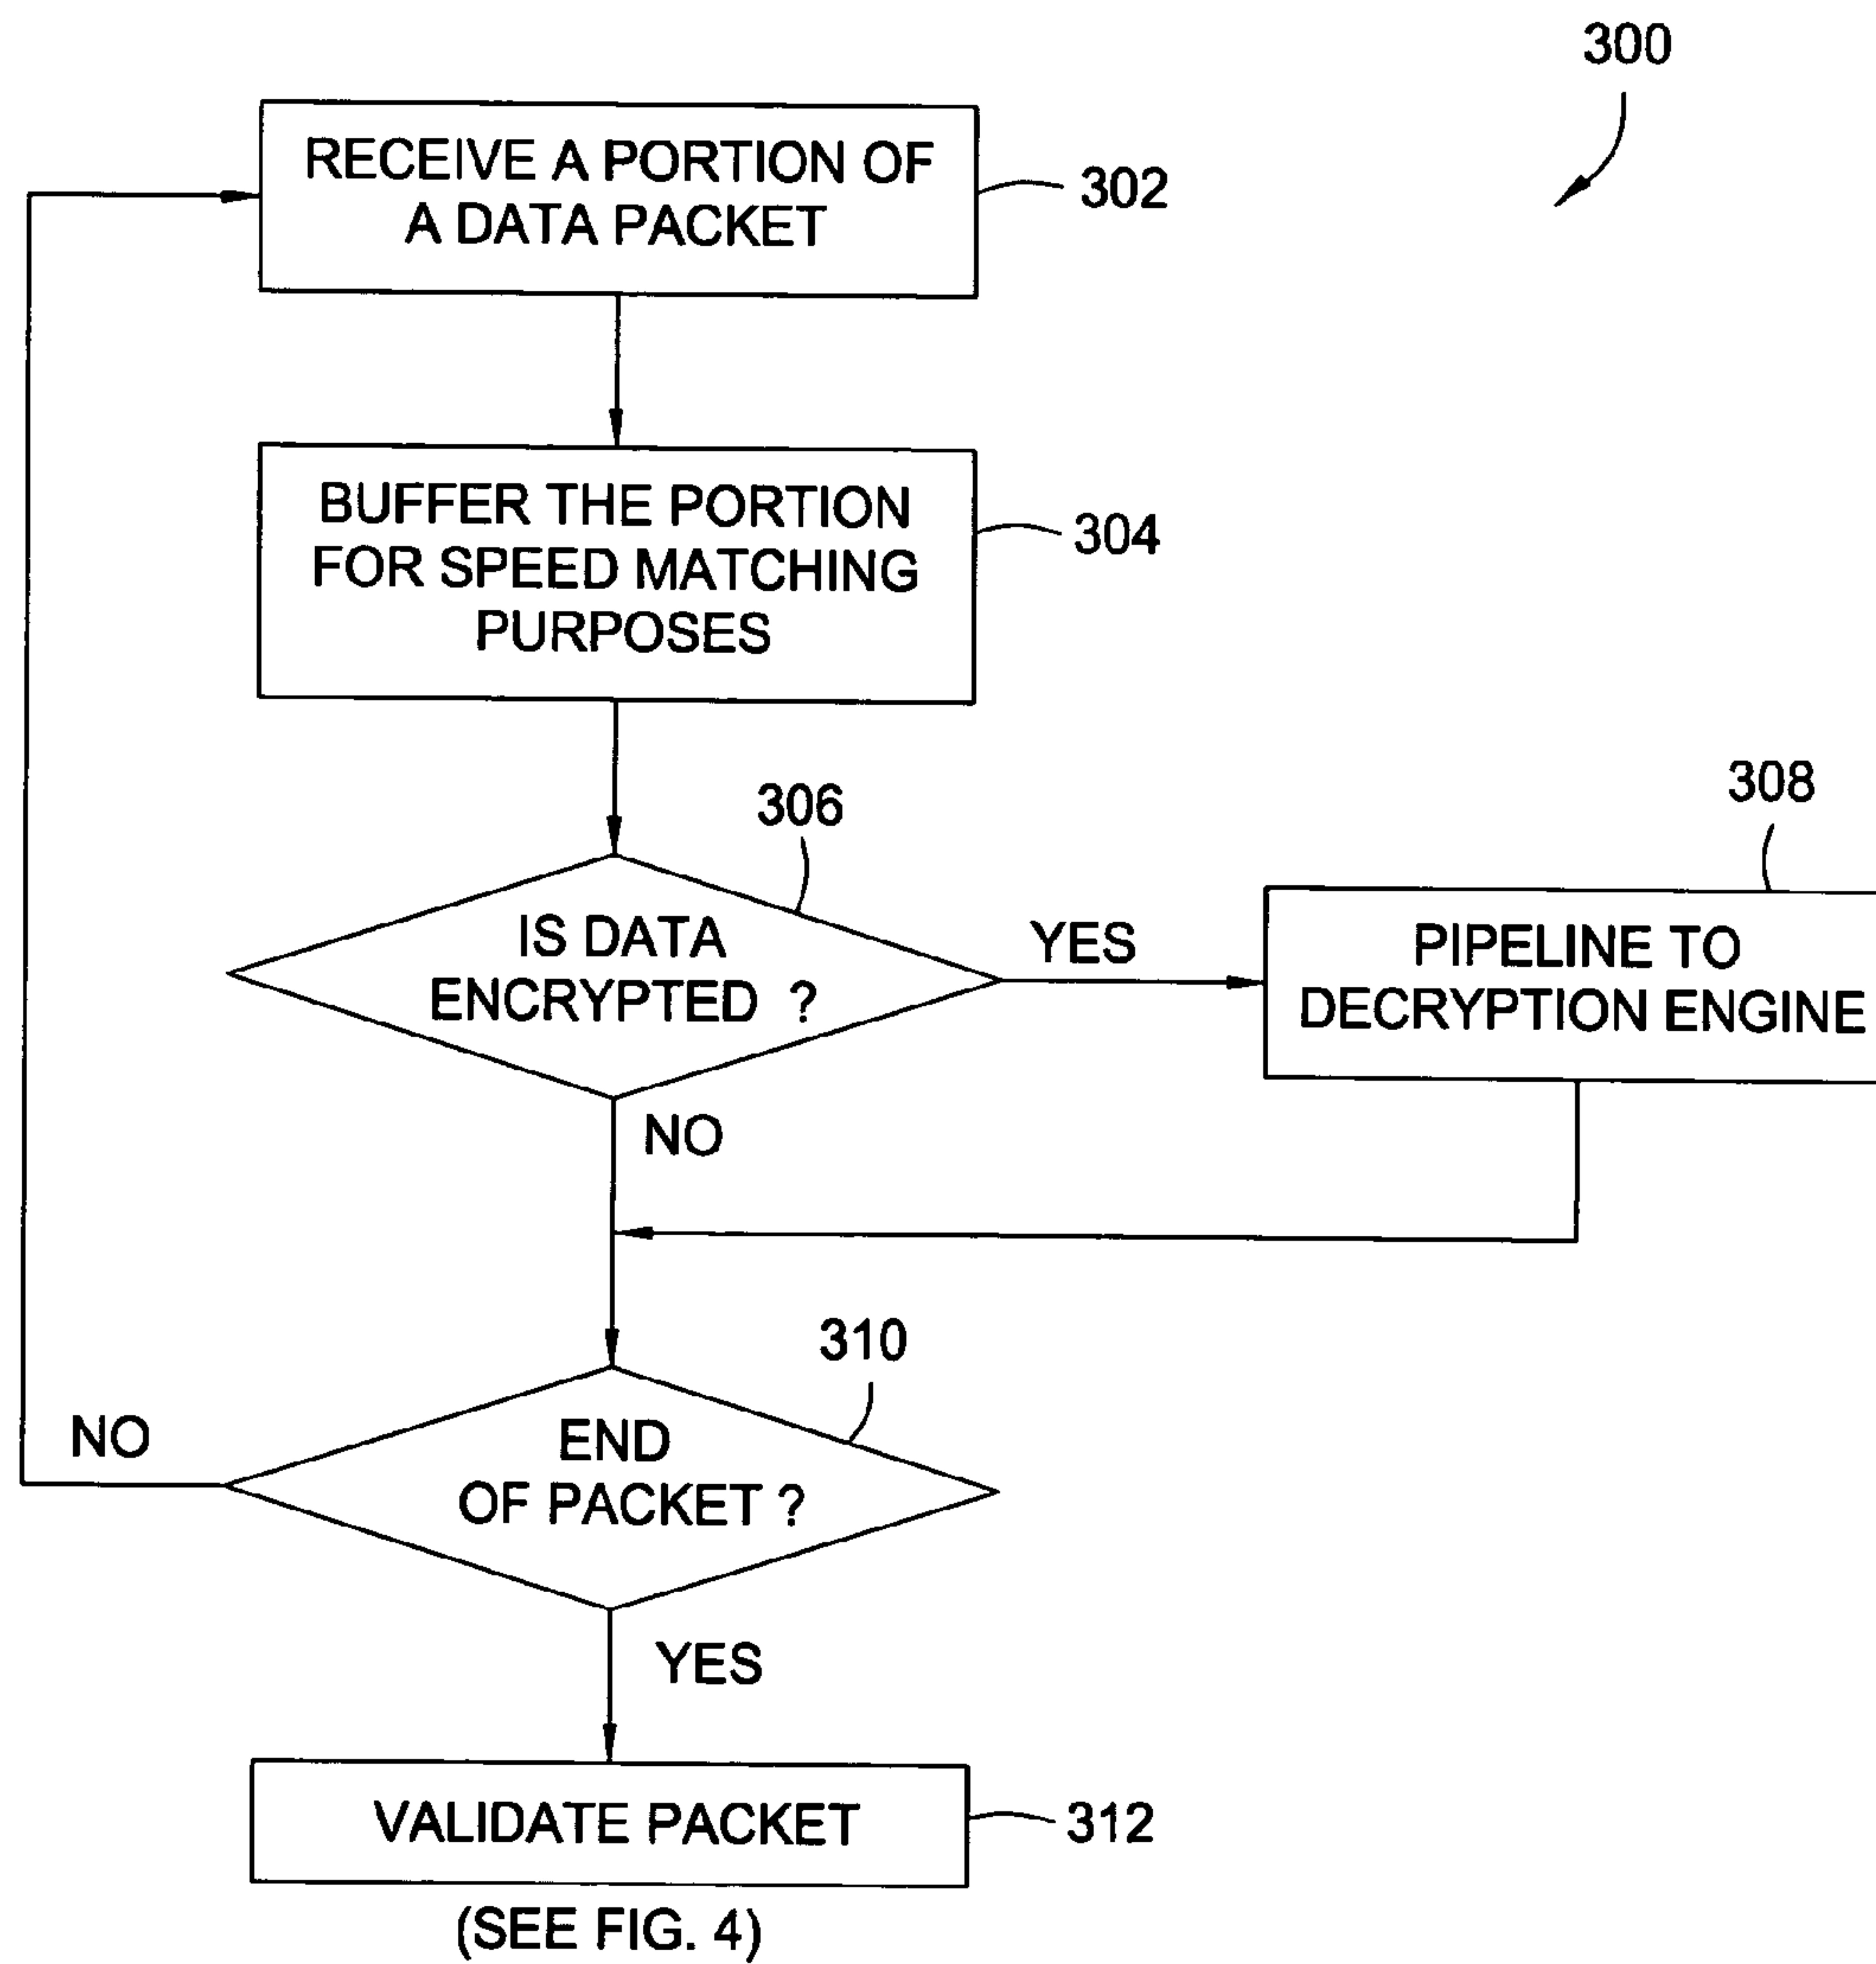 300
RECEIVE A PORTION OF
A DATA PACKET
302
BUFFER THE PORTION
FOR SPEED MATCHING
PURPOSES
304
306
IS DATA
ENCRYPTED ?
YES
308
PIPELINE TO
DECRYPTION ENGINE
NO
310
END
OF PACKET ?
NO
YES
VALIDATE PACKET
312
(SEE FIG. 4)